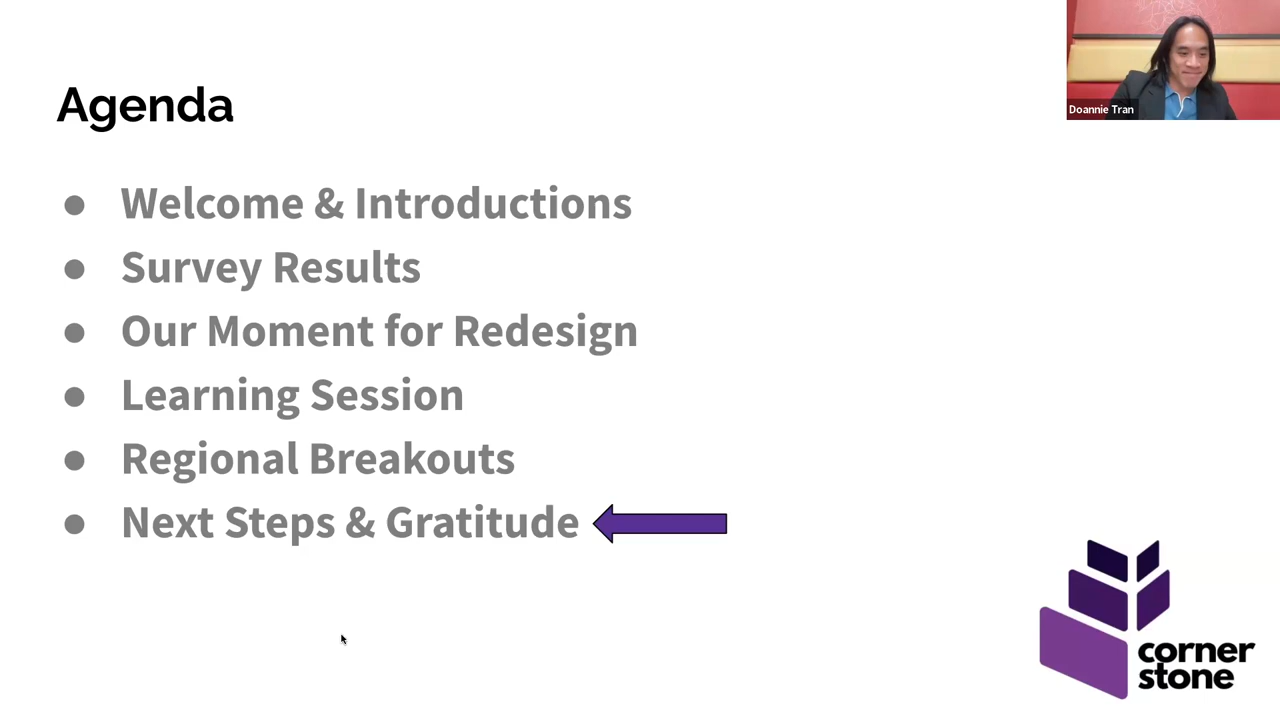 Agenda
Doannie Tran
● Welcome & Introductions
● Survey Results
● Our Moment for Redesign
● Learning Session
● Regional Breakouts
● Next Steps & Gratitude
corner
stone